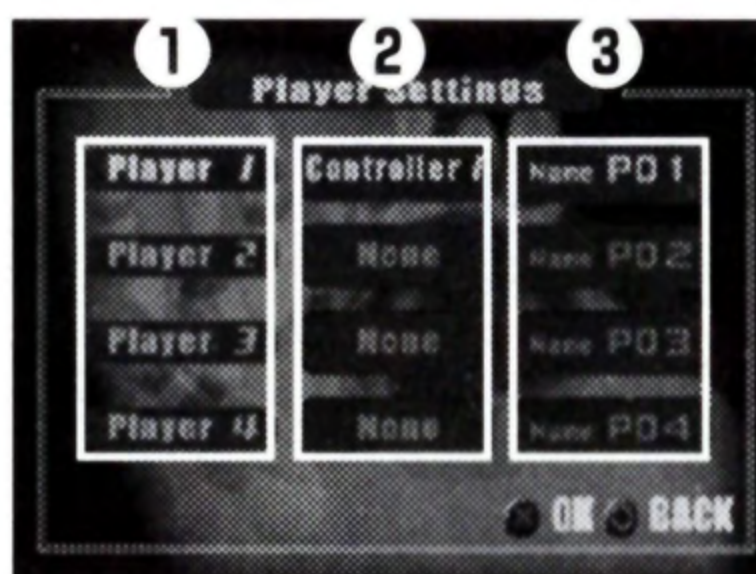 1 2 3
Player Settings
Player 1 Controller 1 Name P01
Player 2 None Name P02
Player 3 None Name P03
Player 4 None Name P04
OK BACK